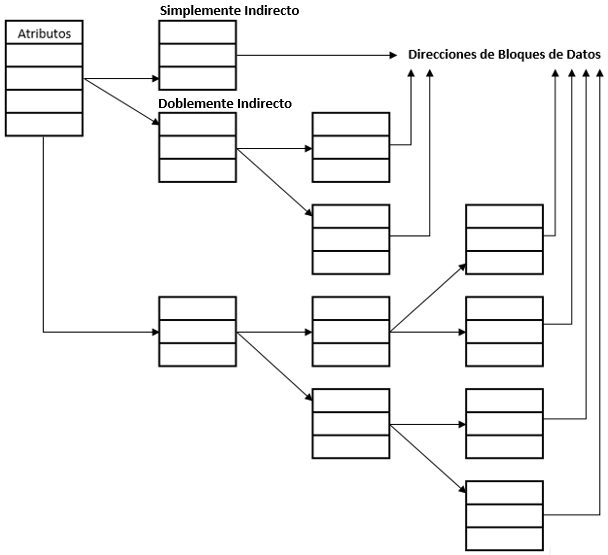 Simplemente Indirecto
Atributos
Direcciones de Bloques de Datos
Doblemente Indirecto